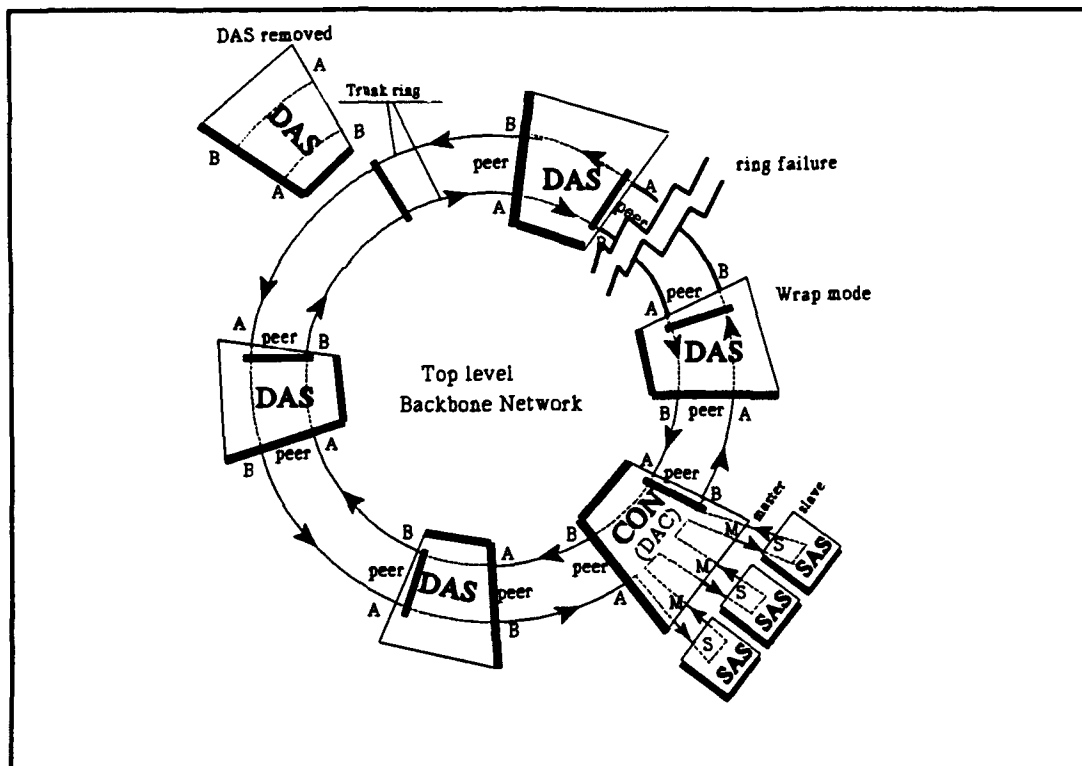 DAS removed
A
DAS
B
B
A
Trunk ring
B
peer
A
DAS
A
peer
B
ring failure
B
peer
A
Wrap mode
DAS
B
peer
A
A
peer
B
DAS
B
peer
A
Top level
Backbone Network
A
peer
B
CON
(DAC)
B
peer
A
master
slave
M
S
SAS
M
S
SAS
M
S
SAS
B
peer
A
DAS
A
peer
B